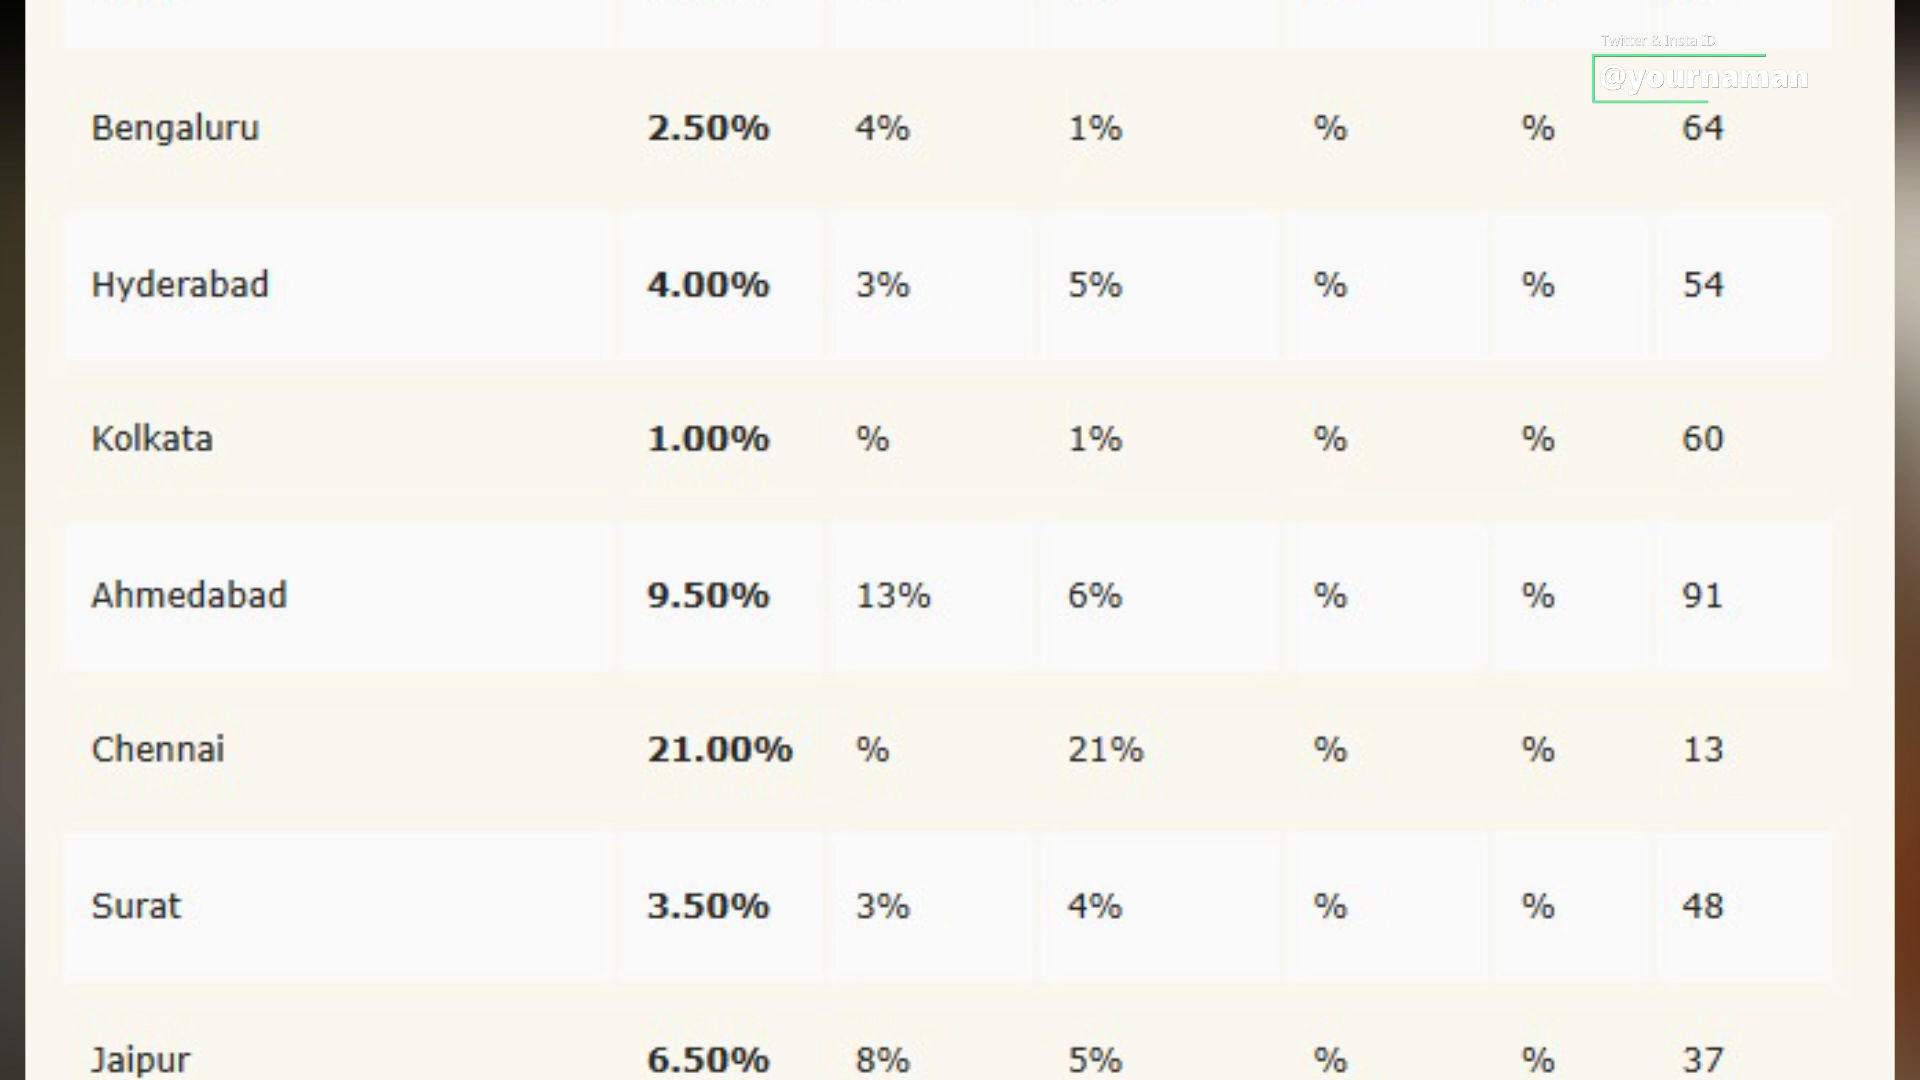 Twitter & Insta ID
@yournaman
Bengaluru 2.50% 4% 1% % % 64
Hyderabad 4.00% 3% 5% % % 54
Kolkata 1.00% % 1% % % 60
Ahmedabad 9.50% 13% 6% % % 91
Chennai 21.00% % 21% % % 13
Surat 3.50% 3% 4% % % 48
Jaipur 6.50% 8% 5% % % 37